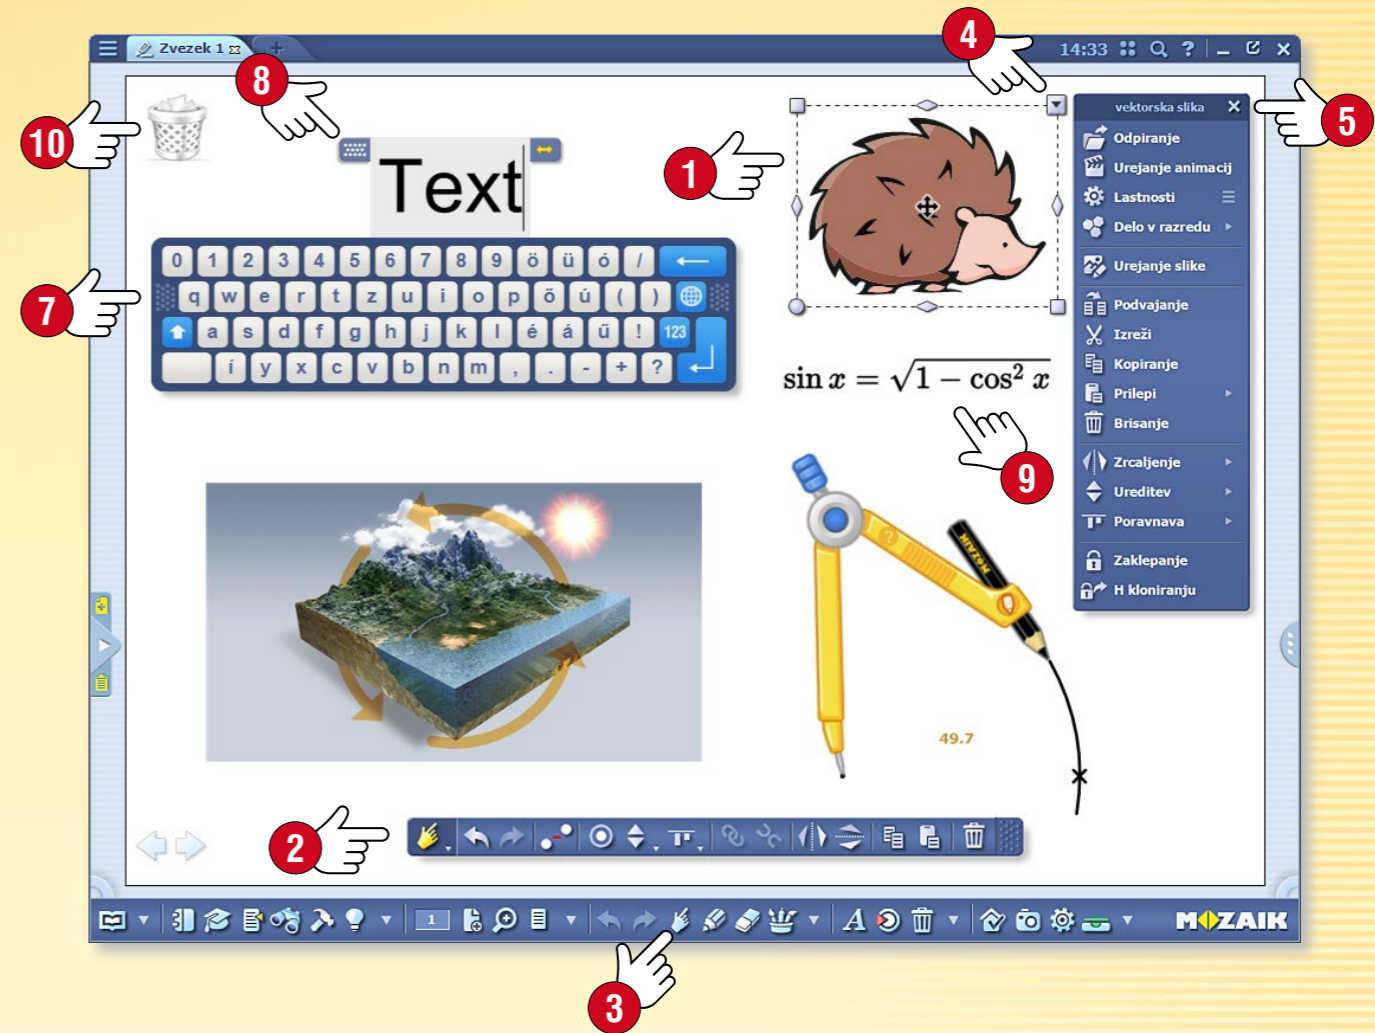 4
Zvezek 1
14:33
?
8
vektorska slika
10
5
Odpiranje
1
Text
Urejanje animacij
Lastnosti
Delo v razredu
0 1 2 3 4 5 6 7 8 9 ö ü ó /
Urejanje slike
7
q w e r t z u i o p ő ú ( )
Podvajanje
a s d f g h j k l é á ű ! 123
Izreži
í y x c v b n m , . - + ?
Kopiranje
sin x = √1 − cos² x
Prilepi
Brisanje
9
Zrcaljenje
Ureditev
Poravnava
MOZAIK
Zaklepanje
H kloniranju
49.7
2
1
A
MOZAIK
3